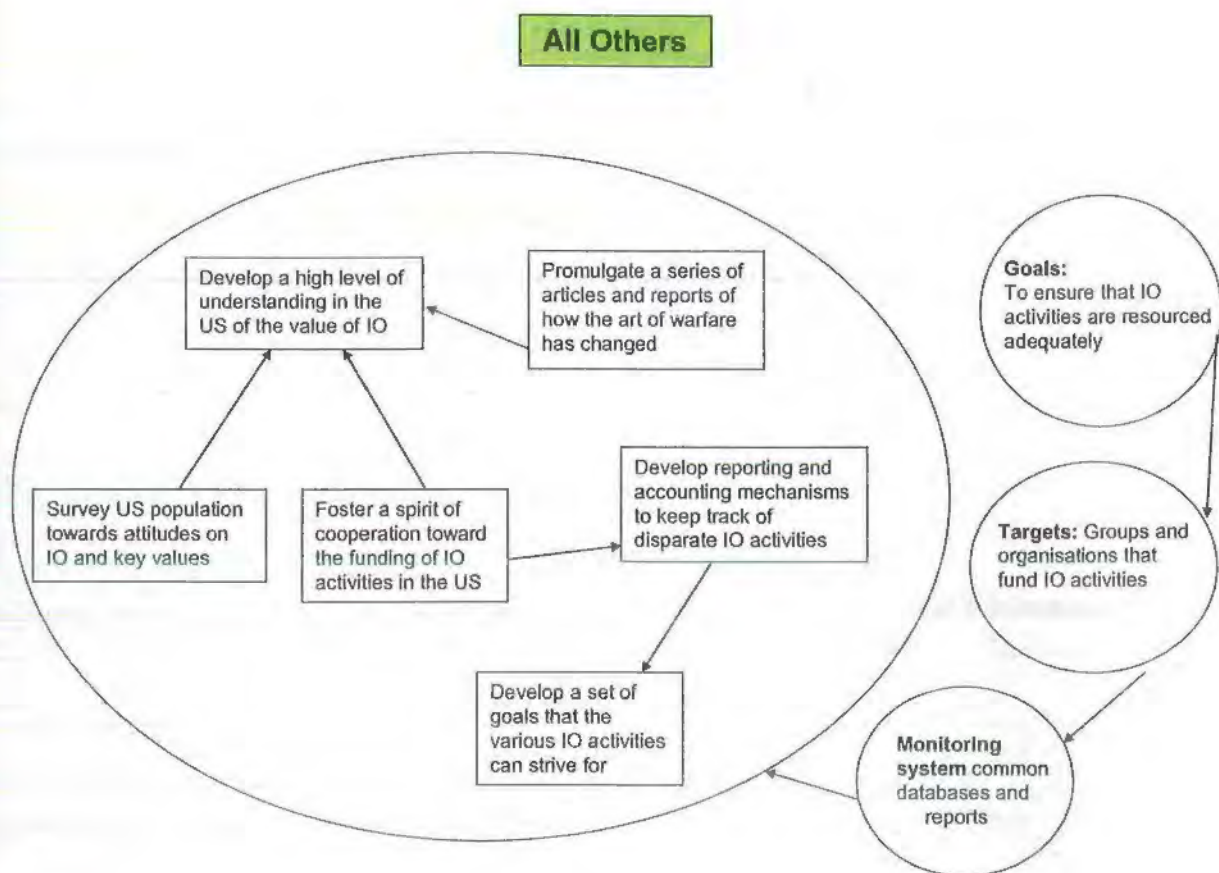 All Others
Develop a high level of
understanding in the
US of the value of IO
Promulgate a series of
articles and reports of
how the art of warfare
has changed
Goals:
To ensure that IO
activities are resourced
adequately
Survey US population
towards attitudes on
IO and key values
Foster a spirit of
cooperation toward
the funding of IO
activities in the US
Develop reporting and
accounting mechanisms
to keep track of
disparate IO activities
Targets: Groups and
organisations that
fund IO activities
Develop a set of
goals that the
various IO activities
can strive for
Monitoring
system common
databases and
reports